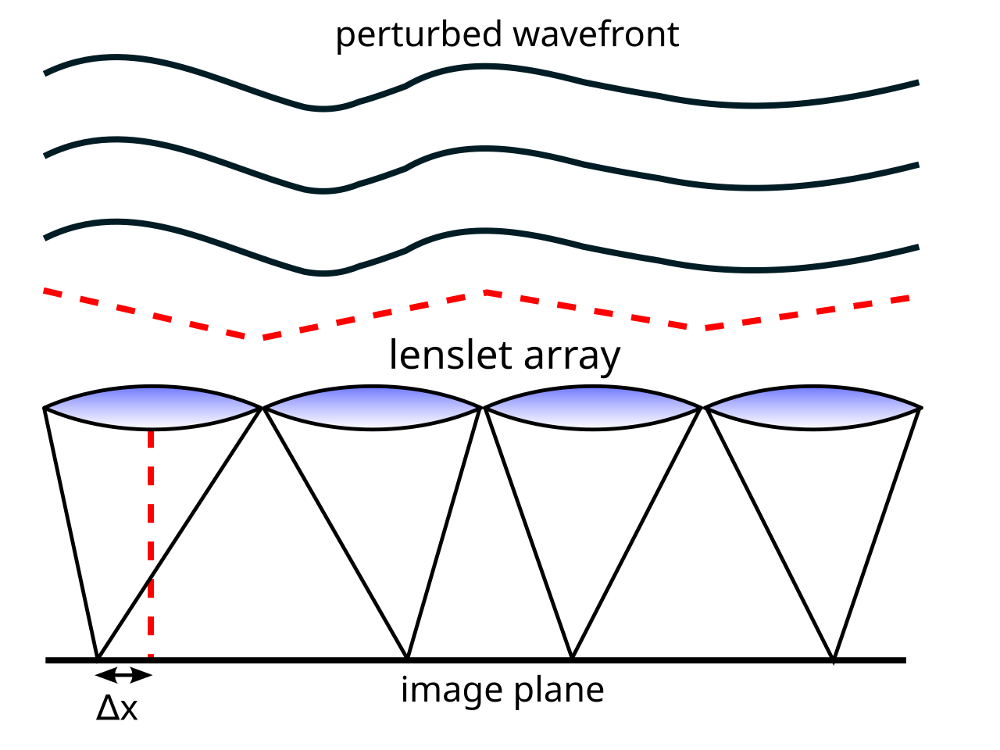 perturbed wavefront
lenslet array
image plane
Δx